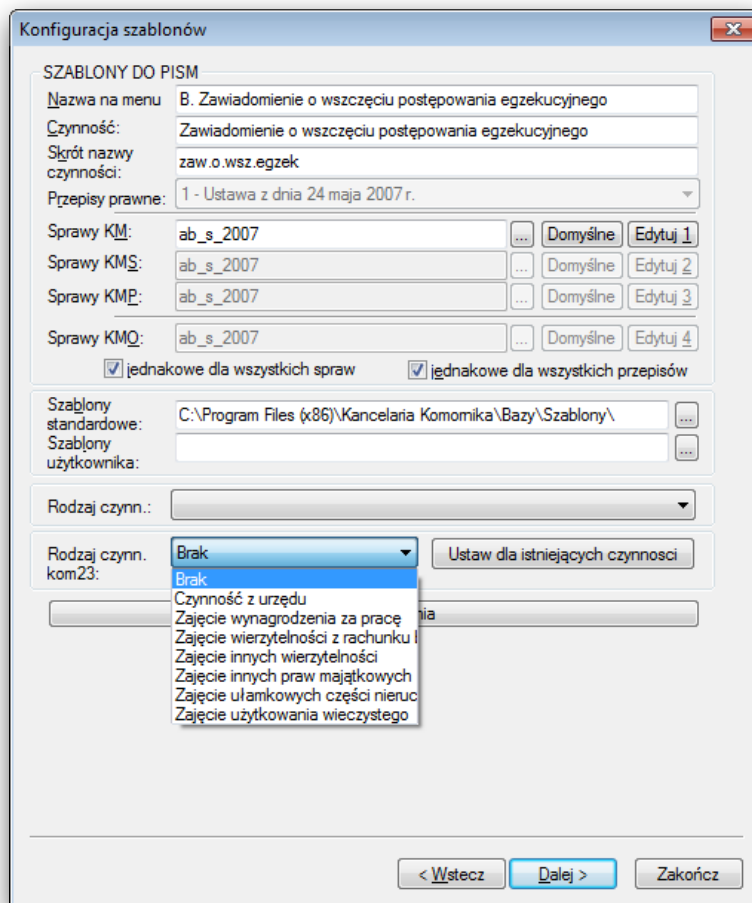 Konfiguracja szablonów
SZABLONY DO PISM
Nazwa na menu B. Zawiadomienie o wszczęciu postępowania egzekucyjnego
Czynność: Zawiadomienie o wszczęciu postępowania egzekucyjnego
Skrót nazwy
czynności: zaw.o.wsz.egzek
Przepisy prawne: 1 - Ustawa z dnia 24 maja 2007 r.
Sprawy KM: ab_s_2007 ... Domyślne Edytuj 1
Sprawy KMS: ab_s_2007 ... Domyślne Edytuj 2
Sprawy KMP: ab_s_2007 ... Domyślne Edytuj 3
Sprawy KMO: ab_s_2007 ... Domyślne Edytuj 4
jednakowe dla wszystkich spraw jednakowe dla wszystkich przepisów
Szablony
standardowe: C:\Program Files (x86)\Kancelaria Komornika\Bazy\Szablony\ ...
Szablony
użytkownika: ...
Rodzaj czynn.:
Rodzaj czynn.
kom23: Brak Ustaw dla istniejących czynnosci
Brak
Czynność z urzędu
Zajęcie wynagrodzenia za pracę
Zajęcie wierzytelności z rachunku
Zajęcie innych wierzytelności
Zajęcie innych praw majątkowych
Zajęcie ułamkowych części nieruc
Zajęcie użytkowania wieczystego
< Wstecz Dalej > Zakończ